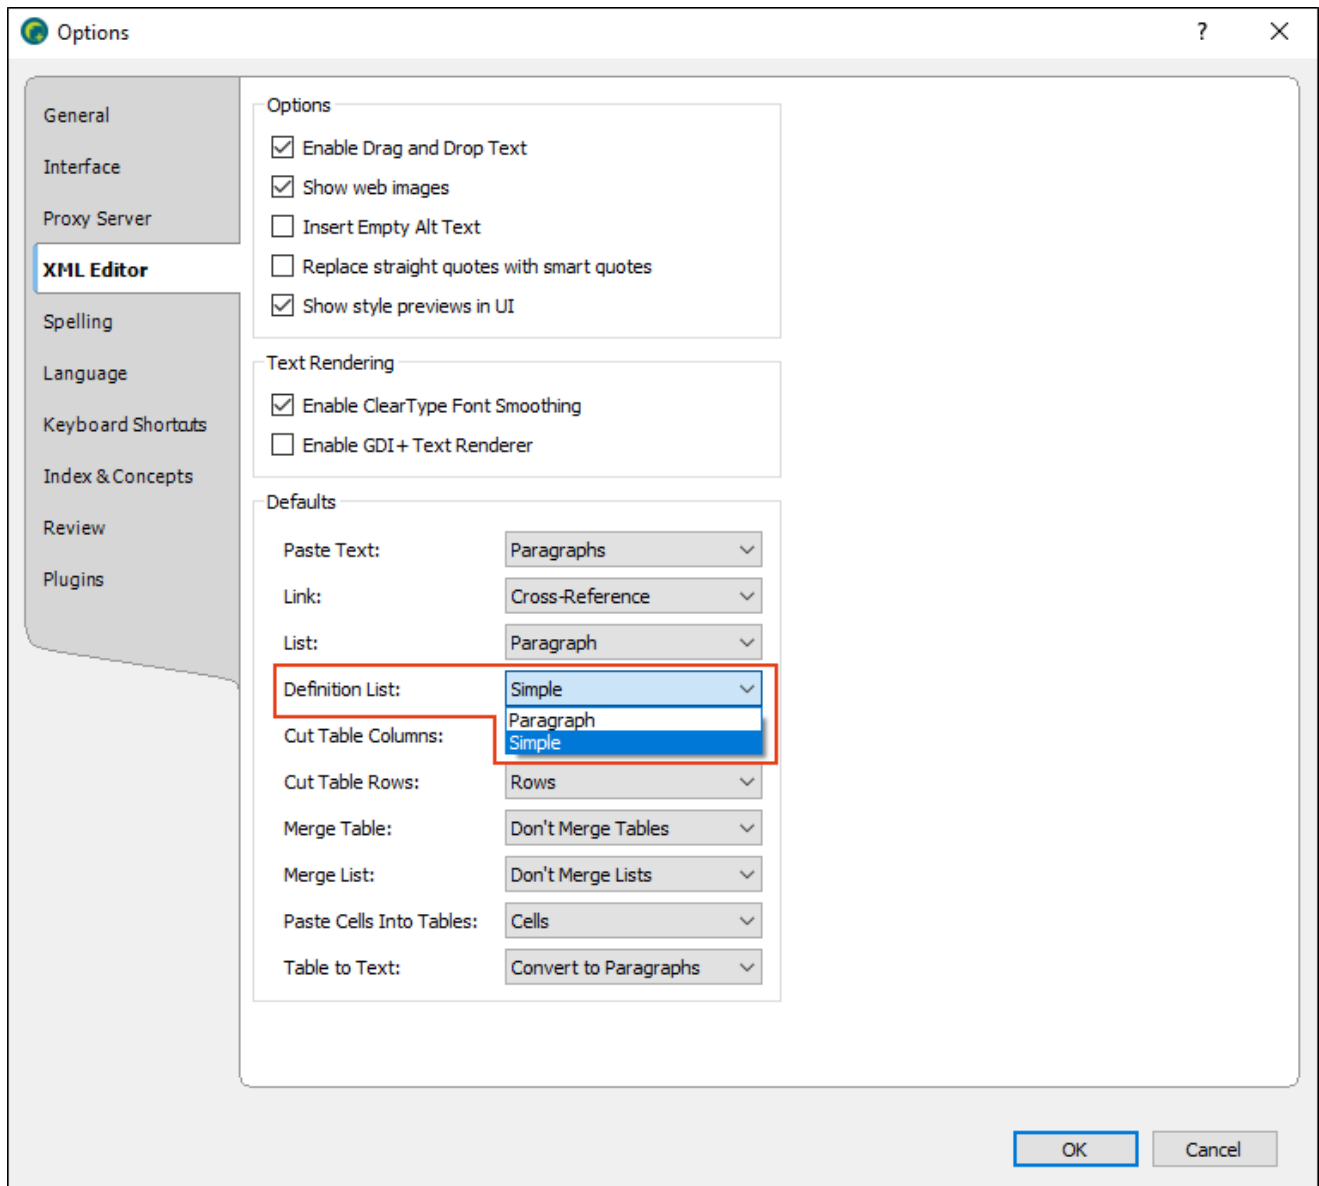 Options
?
General
Interface
Proxy Server
XML Editor
Spelling
Language
Keyboard Shortcuts
Index & Concepts
Review
Plugins
Options
Enable Drag and Drop Text
Show web images
Insert Empty Alt Text
Replace straight quotes with smart quotes
Show style previews in UI
Text Rendering
Enable ClearType Font Smoothing
Enable GDI+ Text Renderer
Defaults
Paste Text: Paragraphs
Link: Cross-Reference
List: Paragraph
Definition List: Simple
Paragraph
Cut Table Columns: Simple
Cut Table Rows: Rows
Merge Table: Don't Merge Tables
Merge List: Don't Merge Lists
Paste Cells Into Tables: Cells
Table to Text: Convert to Paragraphs
OK Cancel